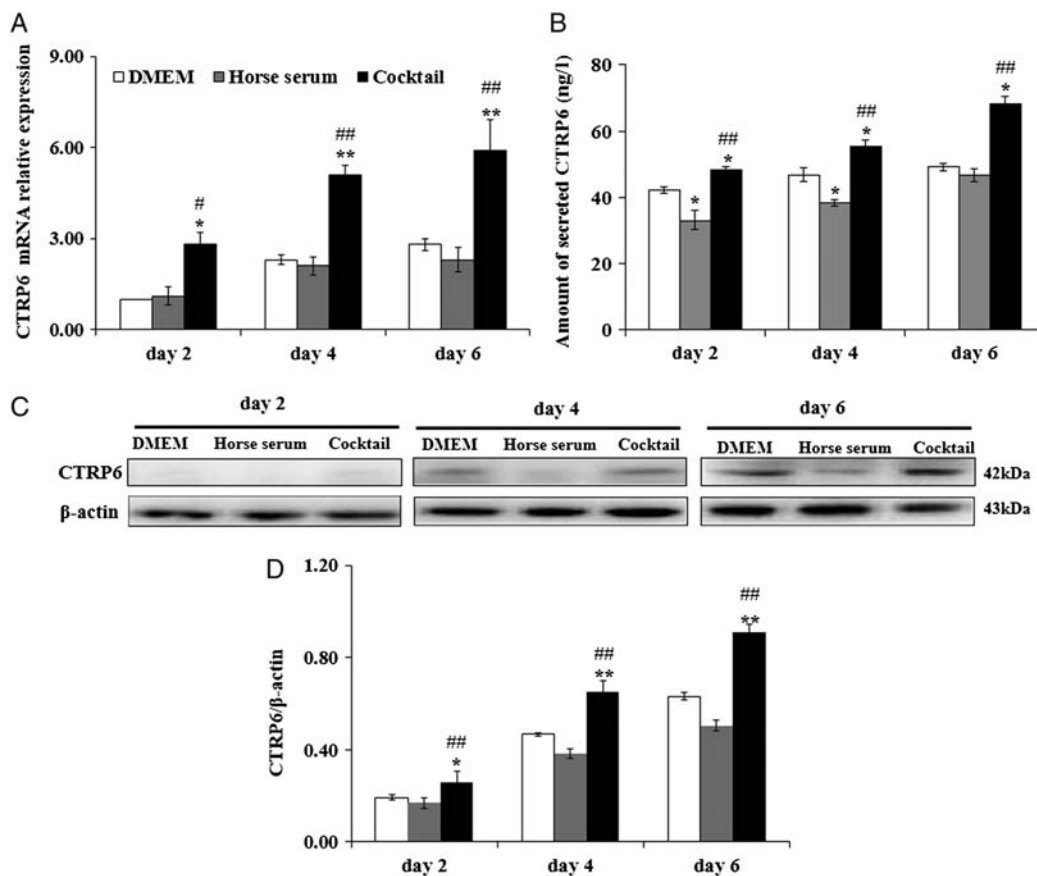 A
CTRP6 mRNA relative expression
9.00
6.00
3.00
0.00
DMEM Horse serum Cocktail
#
*
##
**
##
**
day 2 day 4 day 6
B
Amount of secreted CTRP6 (ng/l)
80
60
40
20
0
*
##
*
*
##
*
##
*
day 2 day 4 day 6
C
day 2 day 4 day 6
DMEM Horse serum Cocktail DMEM Horse serum Cocktail DMEM Horse serum Cocktail
CTRP6 42kDa
β-actin 43kDa
D
CTRP6/β-actin
1.20
0.80
0.40
0.00
##
*
##
**
##
**
day 2 day 4 day 6